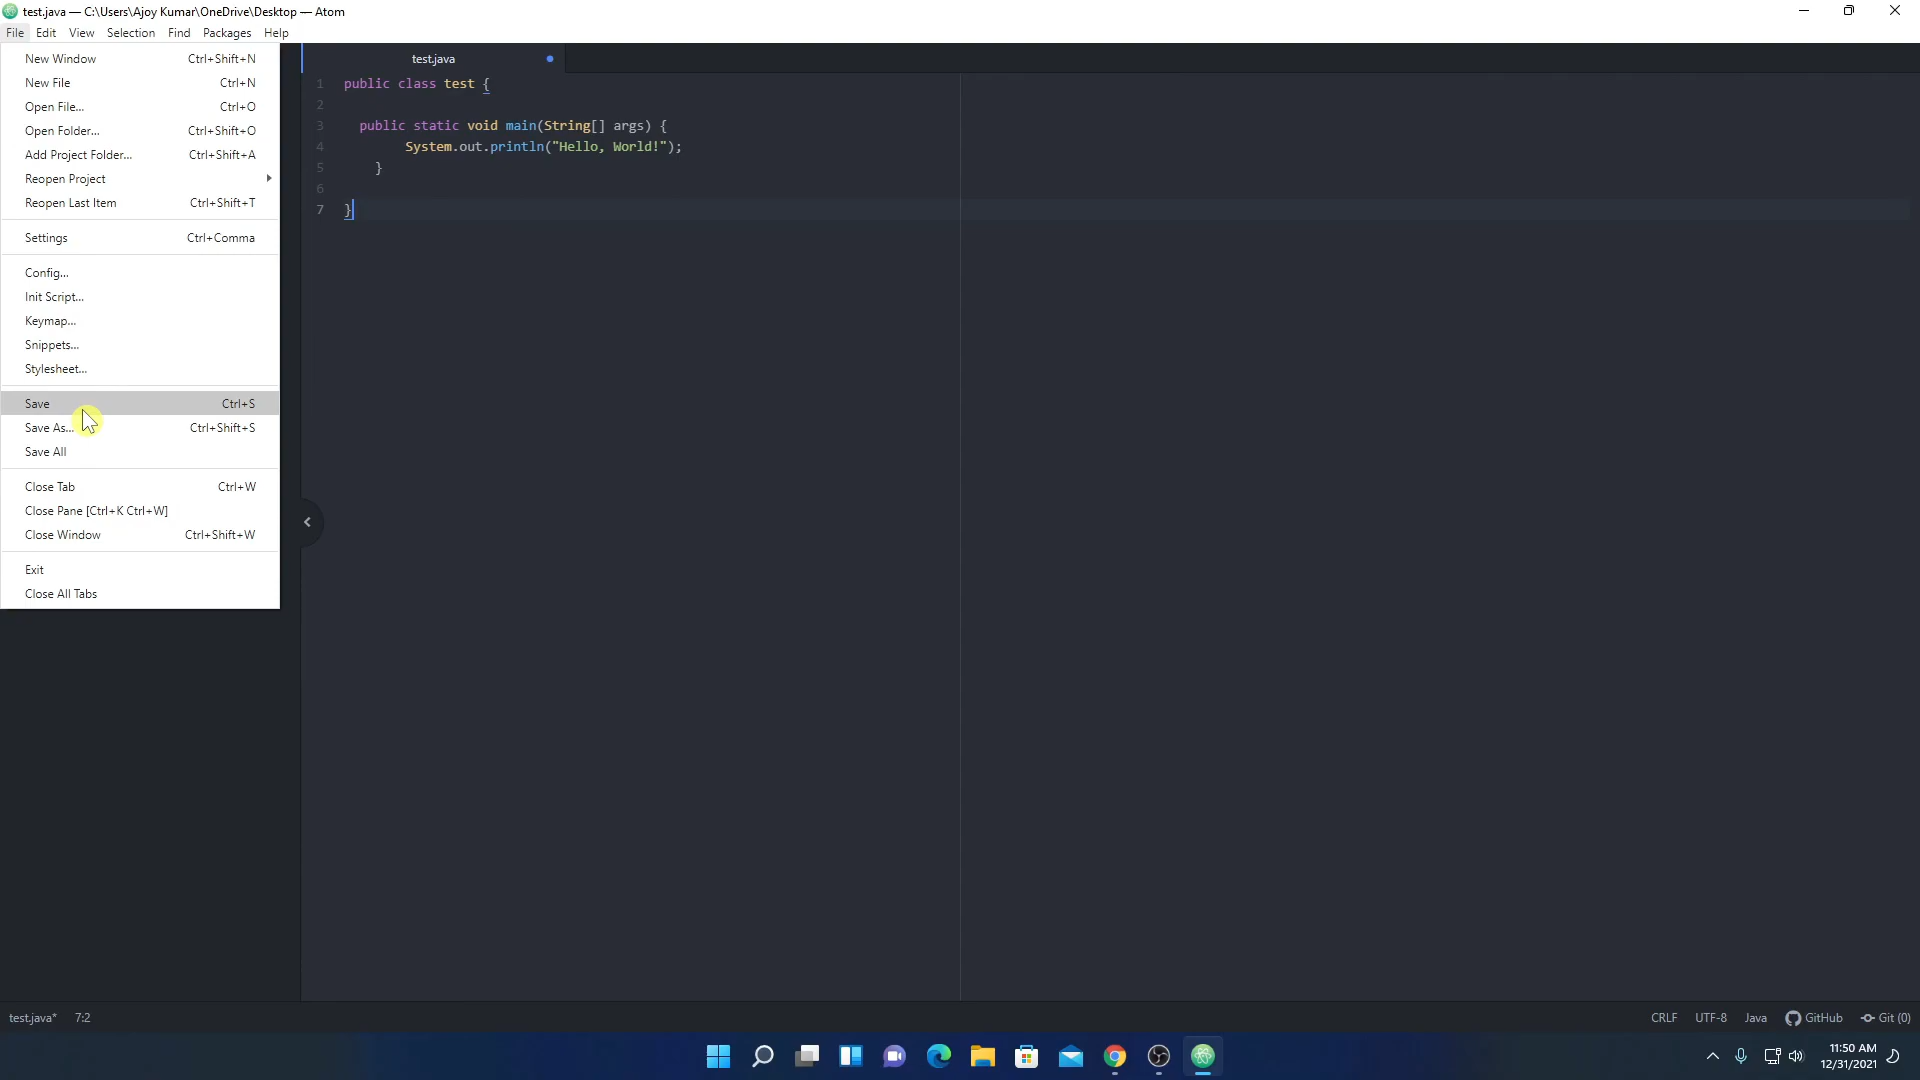 test.java — C:\Users\Ajoy Kumar\OneDrive\Desktop — Atom
File Edit View Selection Find Packages Help
New Window Ctrl+Shift+N
New File Ctrl+N
Open File... Ctrl+O
Open Folder... Ctrl+Shift+O
Add Project Folder... Ctrl+Shift+A
Reopen Project
Reopen Last Item Ctrl+Shift+T
Settings Ctrl+Comma
Config...
Init Script...
Keymap...
Snippets...
Stylesheet...
Save Ctrl+S
Save As... Ctrl+Shift+S
Save All
Close Tab Ctrl+W
Close Pane [Ctrl+K Ctrl+W]
Close Window Ctrl+Shift+W
Exit
Close All Tabs
test.java
1 public class test {
2
3 public static void main(String[] args) {
4 System.out.println("Hello, World!");
5 }
6
7 }
test.java* 7:2
CRLF UTF-8 Java GitHub Git (0)
11:50 AM
12/31/2021